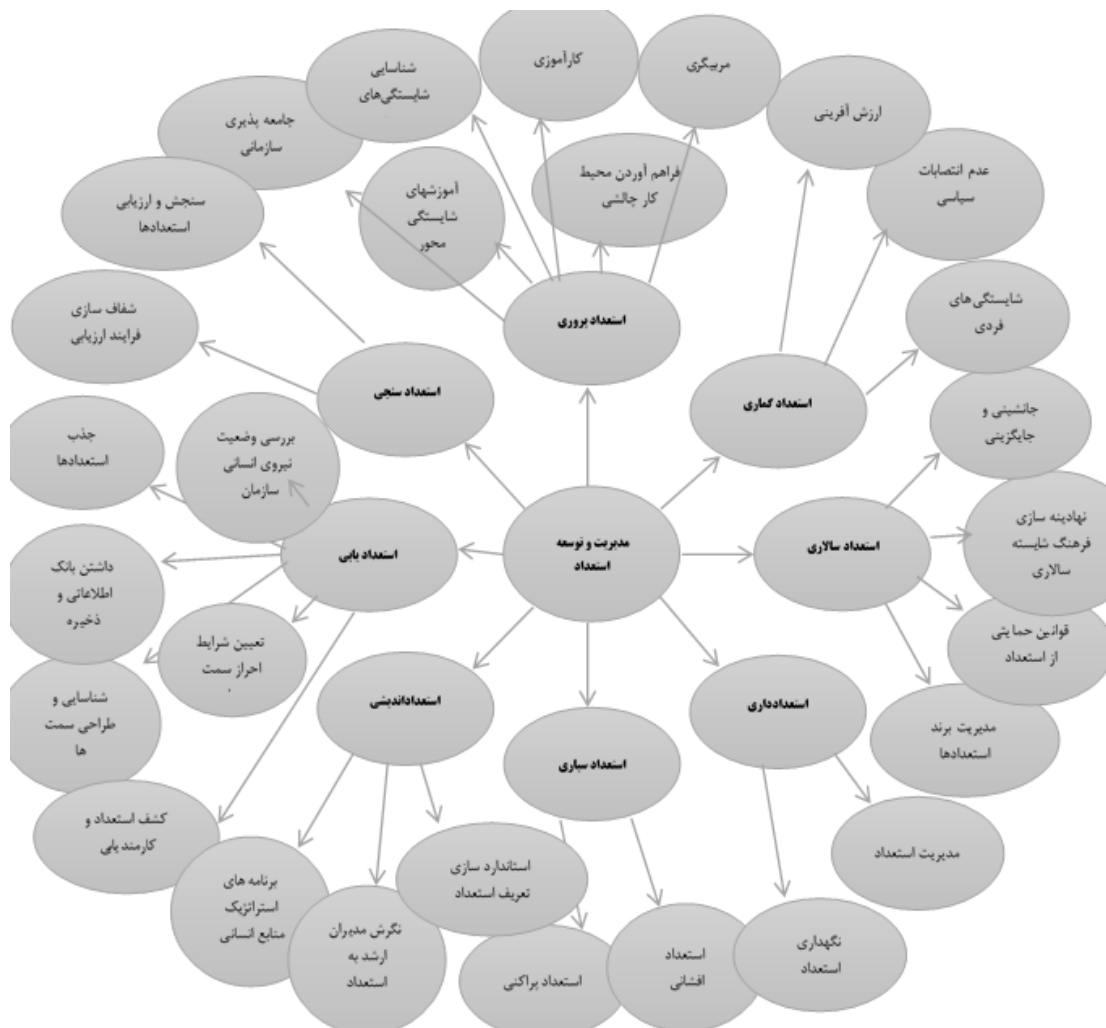 کارآموزی
مربیگری
شناسایی
شایستگی‌های
ارزش آفرینی
جامعه پذیری
سازمانی
عدم انتصابات
سیاسی
فراهم آوردن محیط
کار چالشی
آموزشهای
شایستگی
محور
سنجش و ارزیابی
استعدادها
شایستگی‌های
فردی
شفاف سازی
فرایند ارزیابی
استعداد پروری
استعداد سنجی
استعداد گماری
جانشینی و
جایگزینی
جذب
استعدادها
بررسی وضعیت
نیروی انسانی
سازمان
نهادینه سازی
فرهنگ شایسته
سالاری
استعداد سالاری
مدیریت و توسعه
استعداد
استعداد یابی
داشتن بانک
اطلاعاتی و
ذخیره
تعیین شرایط
احراز سمت
قوانین حمایتی
از استعداد
شناسایی و
طراحی سمت
ها
استعداداندیشی
استعدادداری
مدیریت برند
استعدادها
استعداد سپاری
کشف استعداد و
کارمند یابی
مدیریت استعداد
استاندارد سازی
تعریف استعداد
برنامه های
استراتژیک
منابع انسانی
نگرش مدیران
ارشد به
استعداد
استعداد پراکنی
استعداد
افشانی
نگهداری
استعداد